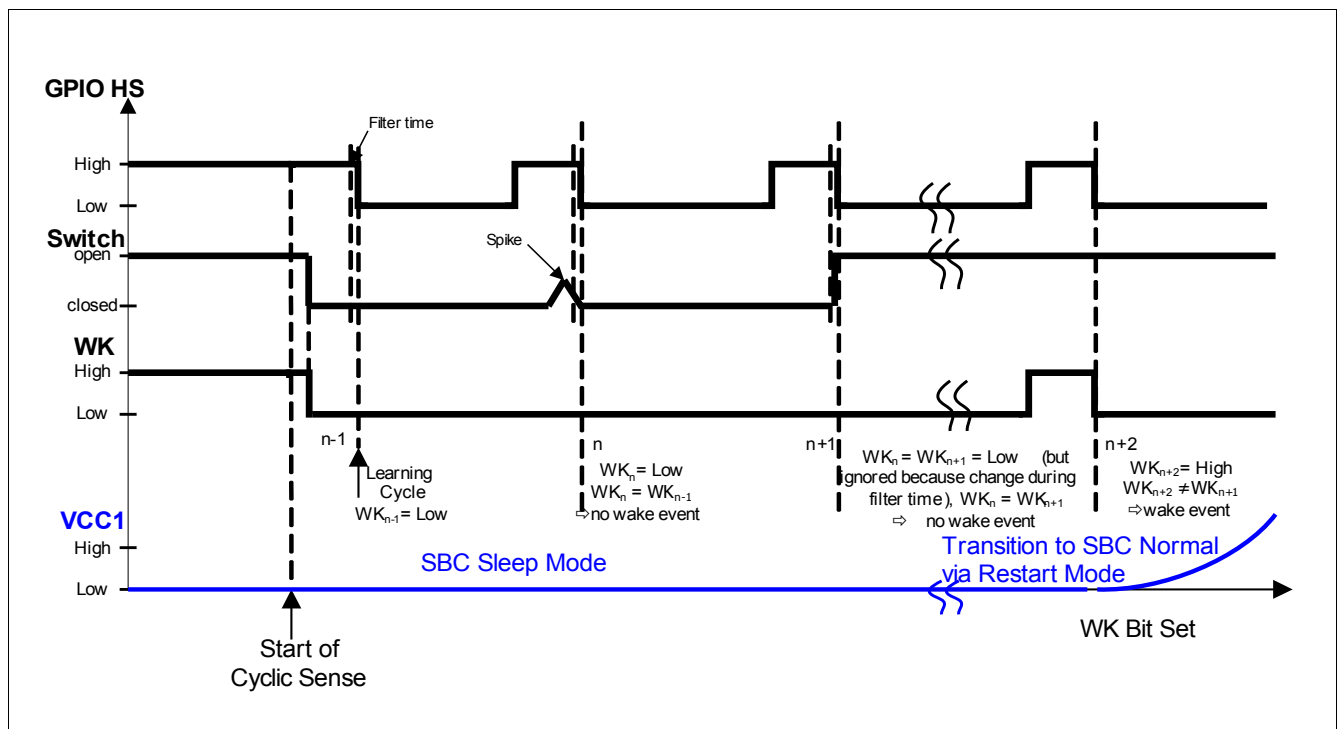 GPIO HS
Filter time
High
Low
Switch
open
Spike
closed
WK
High
Low
n-1
n
n+1
n+2
Learning
Cycle
WKn-1= Low
WKn = Low
WKn = WKn-1
⇨no wake event
WKn = WKn+1 = Low (but
ignored because change during
filter time), WKn = WKn+1
⇨ no wake event
WKn+2= High
WKn+2 ≠WKn+1
⇨wake event
VCC1
High
Low
SBC Sleep Mode
Transition to SBC Normal
via Restart Mode
Start of
Cyclic Sense
WK Bit Set